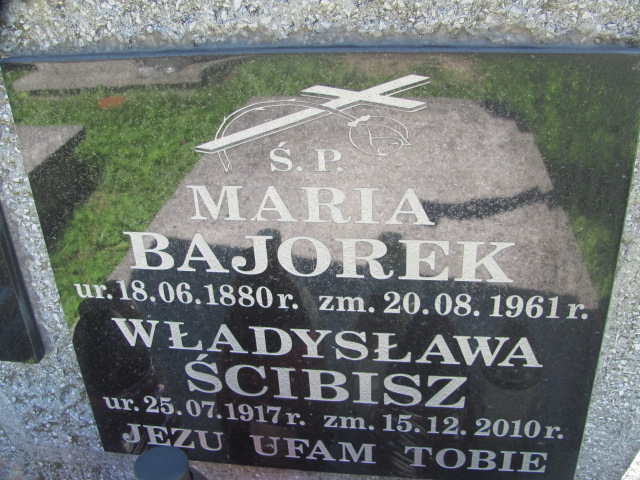 Ś. P.
MARIA
BAJOREK
ur. 18.06.1880 r. zm. 20.08.1961 r.
WŁADYSŁAWA
ŚCIBISZ
ur. 25.07.1917 r. zm. 15.12.2010 r.
JEZU UFAM TOBIE